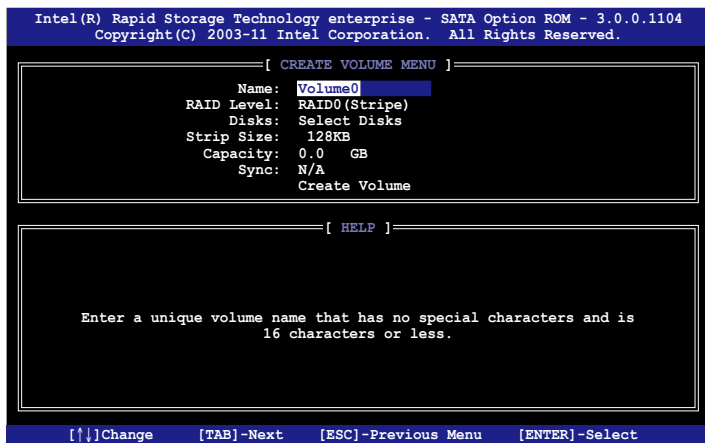 Intel(R) Rapid Storage Technology enterprise - SATA Option ROM - 3.0.0.1104
Copyright(C) 2003-11 Intel Corporation. All Rights Reserved.
[ CREATE VOLUME MENU ]
Name: Volume0
RAID Level: RAID0(Stripe)
Disks: Select Disks
Strip Size: 128KB
Capacity: 0.0 GB
Sync: N/A
Create Volume
[ HELP ]
Enter a unique volume name that has no special characters and is
16 characters or less.
[↑↓]Change [TAB]-Next [ESC]-Previous Menu [ENTER]-Select